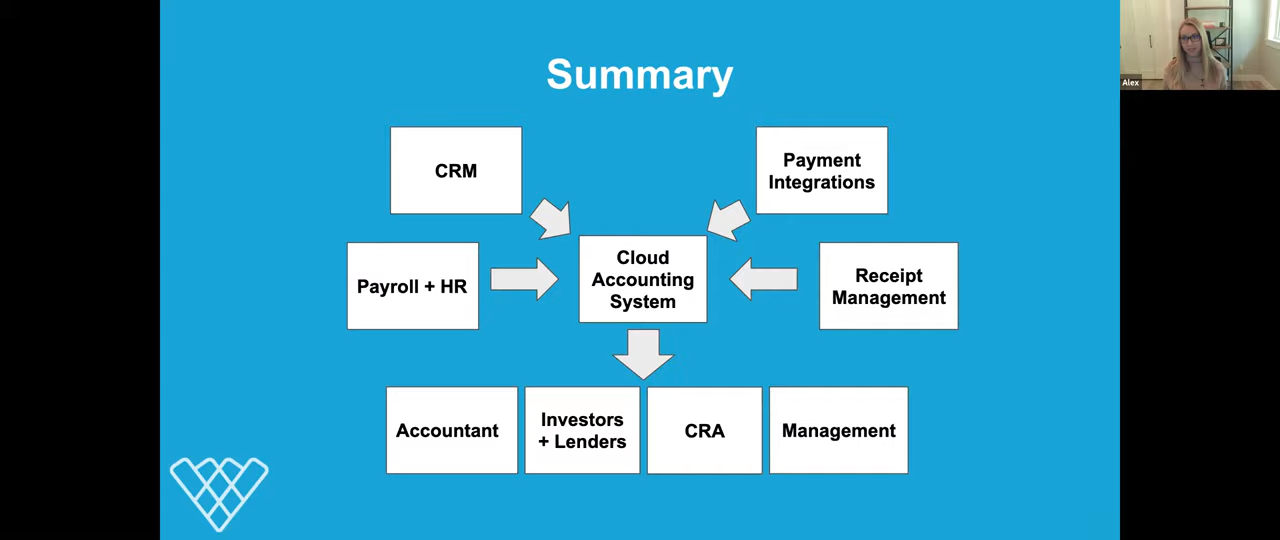 Summary
CRM
Payment
Integrations
Payroll + HR
Cloud
Accounting
System
Receipt
Management
Accountant
Investors
+ Lenders
CRA
Management
Alex